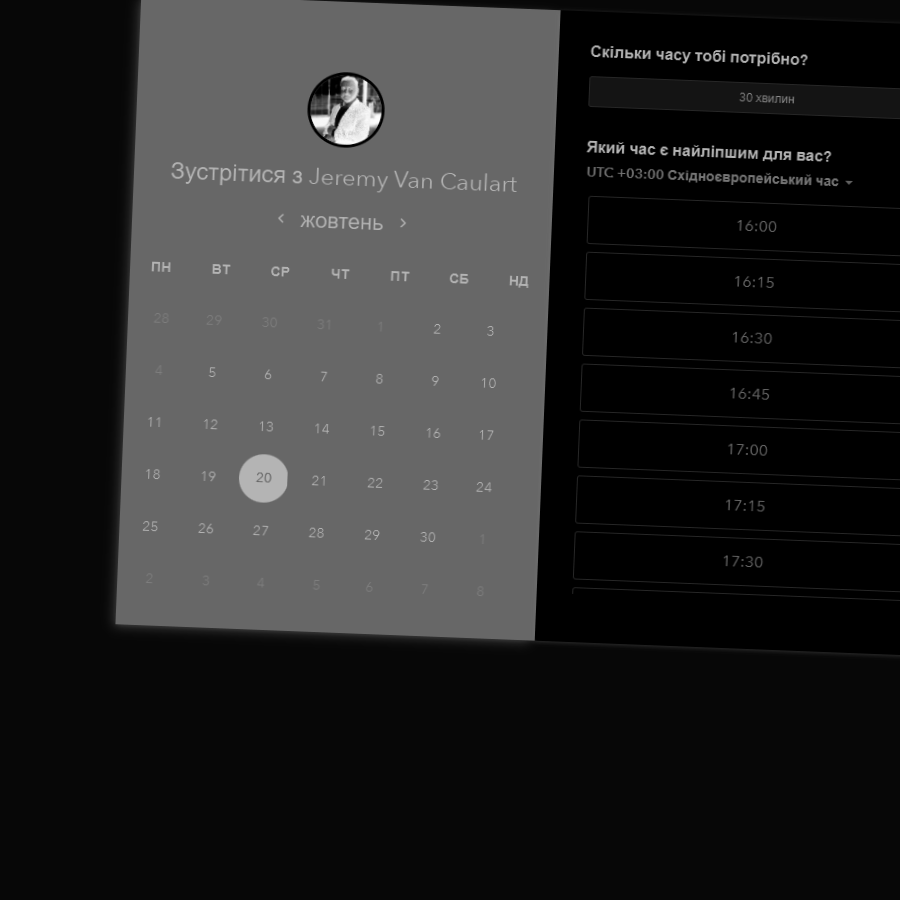 Зустрітися з Jeremy Van Caulart
‹ жовтень ›
ПН ВТ СР ЧТ ПТ СБ НД
28 29 30 31 1 2 3
4 5 6 7 8 9 10
11 12 13 14 15 16 17
18 19 20 21 22 23 24
25 26 27 28 29 30 1
2 3 4 5 6 7 8
Скільки часу тобі потрібно?
30 хвилин
Який час є найліпшим для вас?
UTC +03:00 Східноєвропейський час
16:00
16:15
16:30
16:45
17:00
17:15
17:30